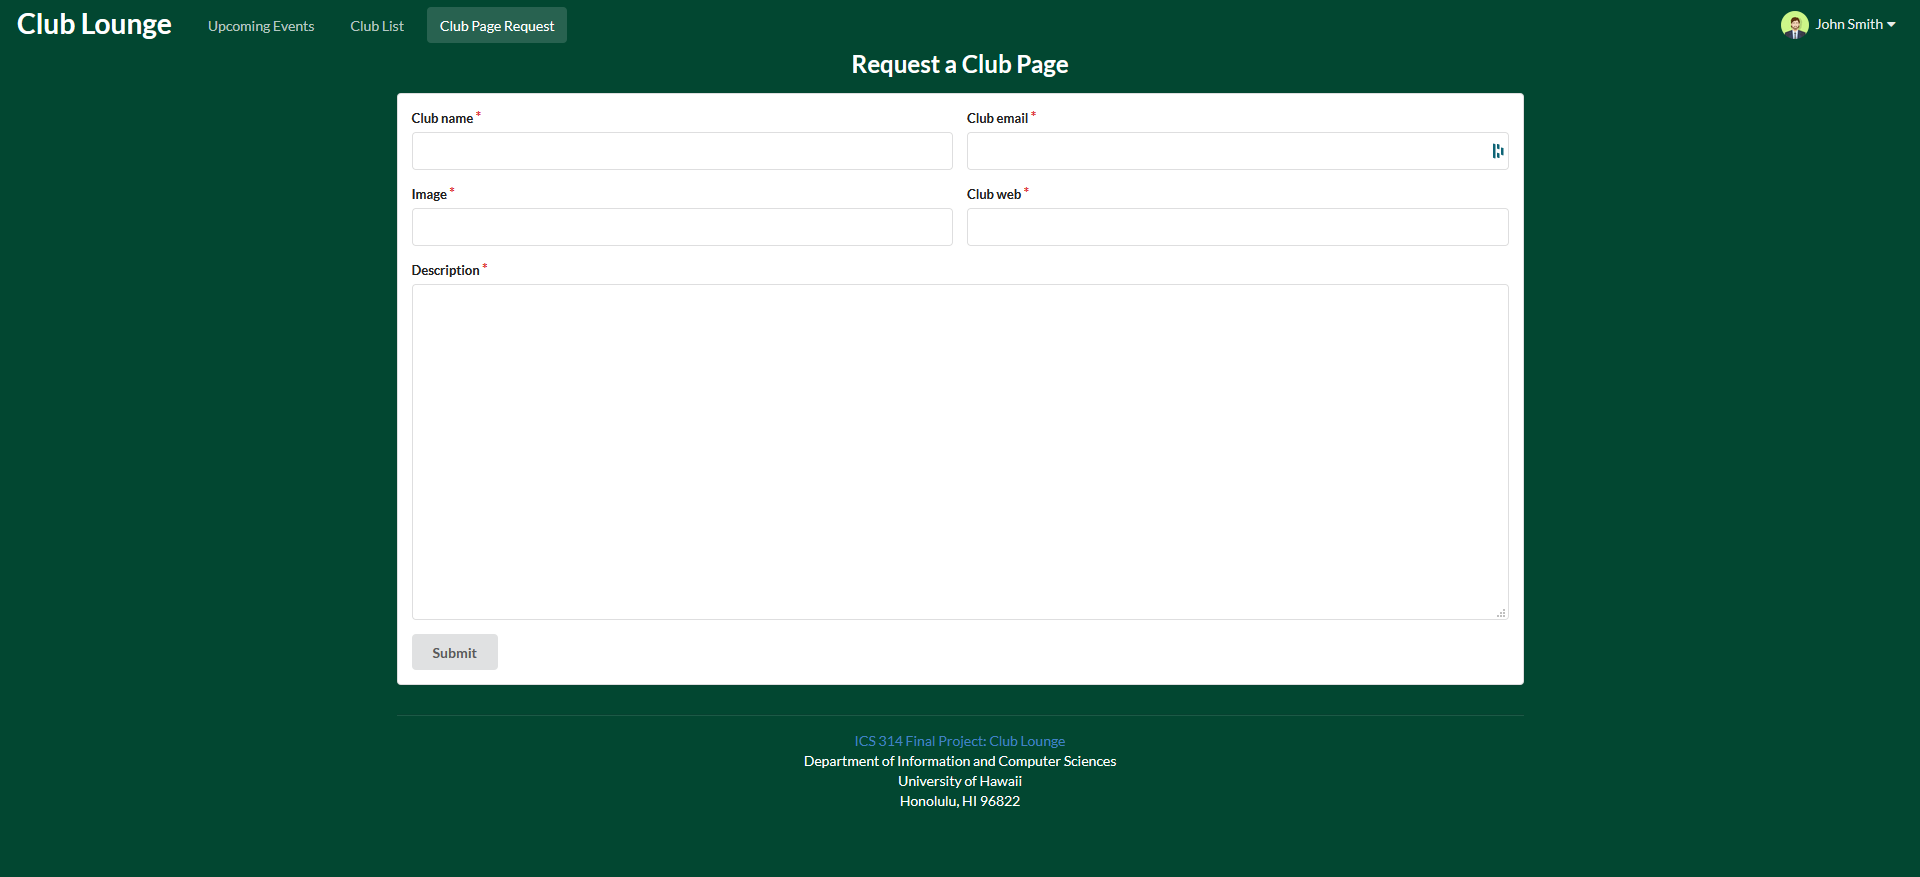 Club Lounge
Upcoming Events
Club List
Club Page Request
John Smith
Request a Club Page
Club name *
Club email *
Image *
Club web *
Description *
Submit
ICS 314 Final Project: Club Lounge
Department of Information and Computer Sciences
University of Hawaii
Honolulu, HI 96822